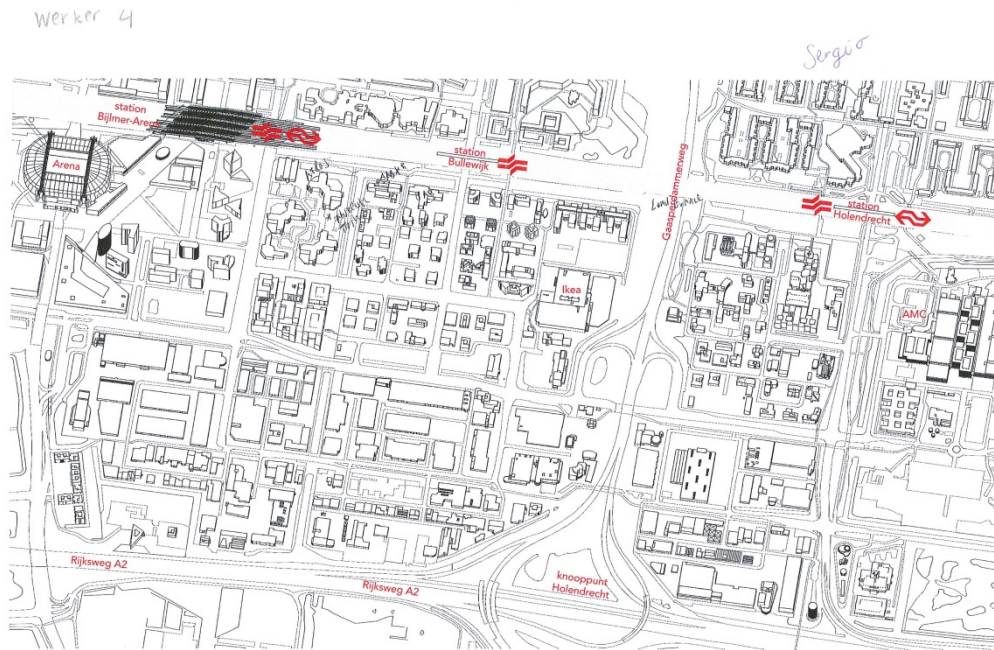 Werker 4
Sergio
station
Bijlmer-Arena
Arena
station
Bullewijk
Gaasperdammerweg
station
Holendrecht
Ikea
AMC
Rijksweg A2
Rijksweg A2
knooppunt
Holendrecht